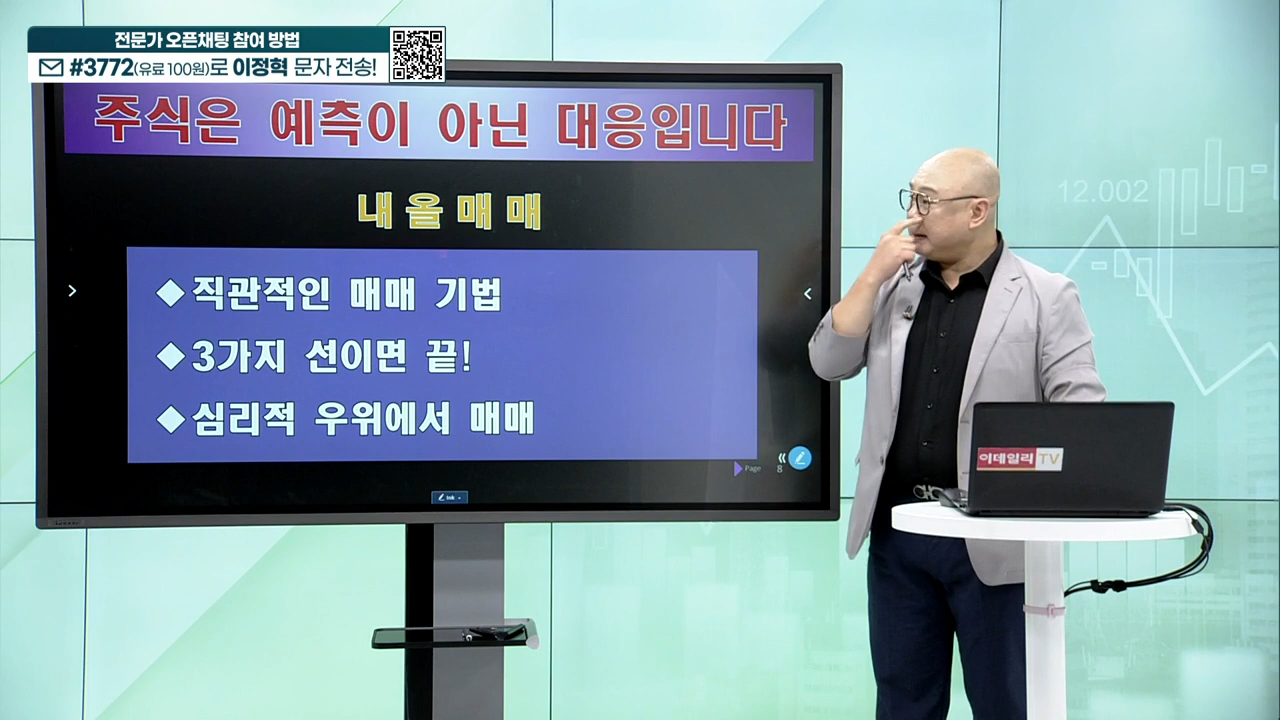 전문가 오픈채팅 참여 방법
#3772(유료 100원)로 이정혁 문자 전송!
주식은 예측이 아닌 대응입니다
내올매매
◆직관적인 매매 기법
◆3가지 선이면 끝!
◆심리적 우위에서 매매
Page 8
Ink
12.002
이데일리TV